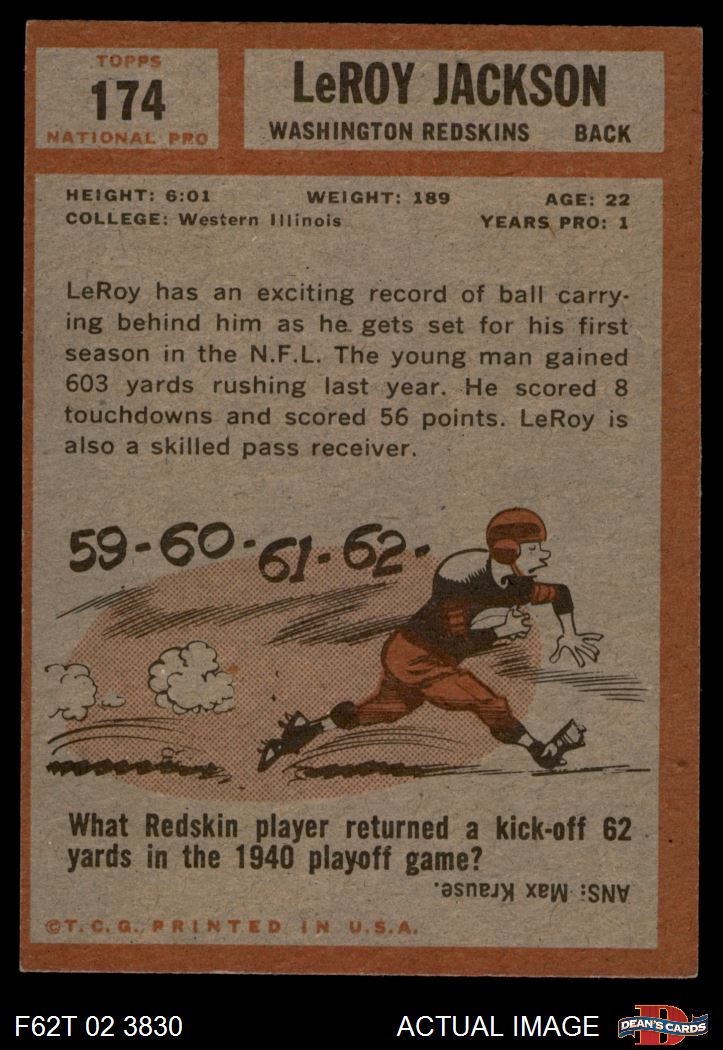 TOPPS
174
NATIONAL PRO
LeROY JACKSON
WASHINGTON REDSKINS BACK
HEIGHT: 6:01 WEIGHT: 189 AGE: 22
COLLEGE: Western Illinois YEARS PRO: 1
LeRoy has an exciting record of ball carry-
ing behind him as he gets set for his first
season in the N.F.L. The young man gained
603 yards rushing last year. He scored 8
touchdowns and scored 56 points. LeRoy is
also a skilled pass receiver.
59-60-61-62-
What Redskin player returned a kick-off 62
yards in the 1940 playoff game?
ANS: Max Krause.
©T.C.G. PRINTED IN U.S.A.
F62T 02 3830 ACTUAL IMAGE
D
DEAN'S CARDS